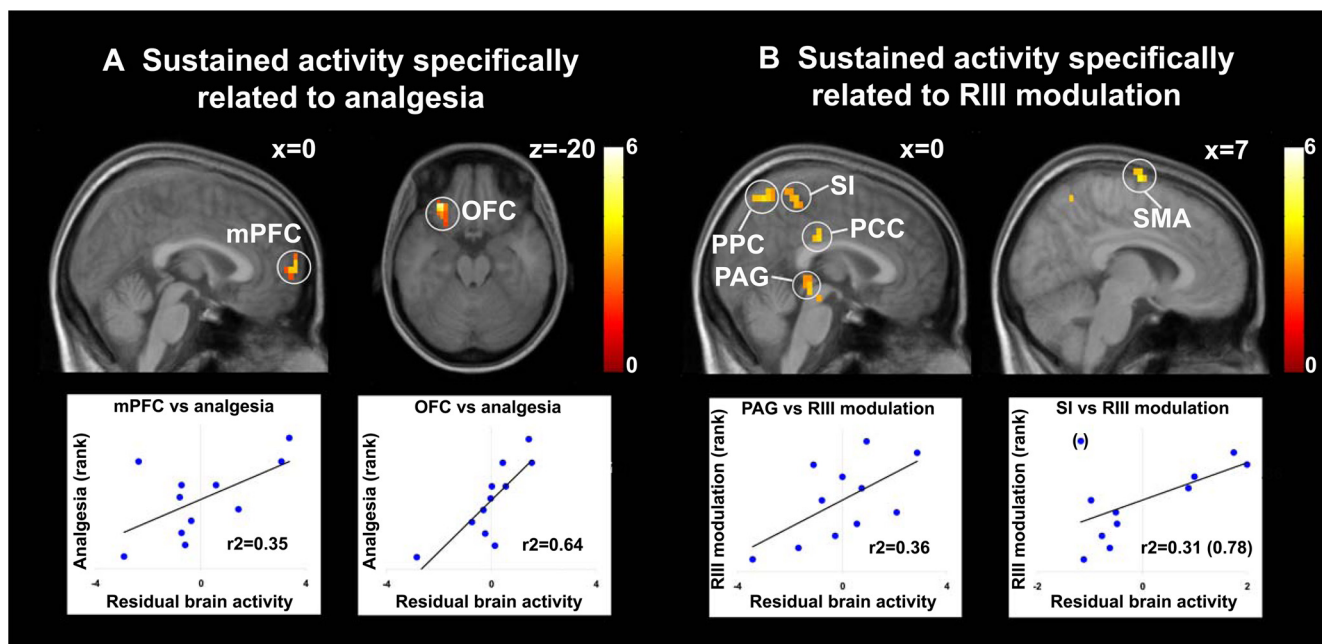 A Sustained activity specifically
related to analgesia
x=0
z=-20
6
mPFC
OFC
0
mPFC vs analgesia
Analgesia (rank)
r2=0.35
-4
0
4
Residual brain activity
OFC vs analgesia
Analgesia (rank)
r2=0.64
-4
0
4
Residual brain activity
B Sustained activity specifically
related to RIII modulation
x=0
x=7
6
SI
PPC
PCC
PAG
SMA
0
PAG vs RIII modulation
RIII modulation (rank)
r2=0.36
-4
0
4
Residual brain activity
SI vs RIII modulation
(•)
RIII modulation (rank)
r2=0.31 (0.78)
-2
0
2
Residual brain activity